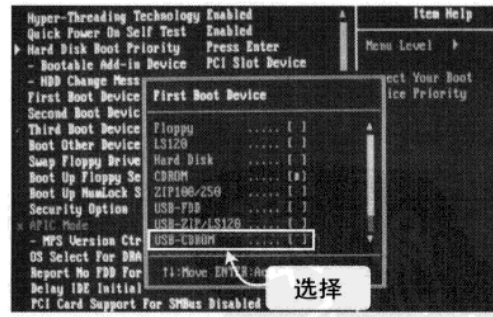 Hyper-Threading Technology Enabled
Quick Power On Self Test Enabled
Hard Disk Boot Priority Press Enter
- Bootable Add-in Device PCI Slot Device
- HDD Change Mess
First Boot Device
Second Boot Devic
Third Boot Device
Boot Other Device
Swap Floppy Drive
Boot Up Floppy Se
Boot Up NumLock S
Security Option
x APIC Mode
- MPS Version Ctr
OS Select For DRA
Report No FDD For
Delay IDE Initial
PCI Card Support For SMBus Disabled
Item Help
Menu Level
ect Your Boot
ice Priority
First Boot Device
Floppy ..... [ ]
LS120 ..... [ ]
Hard Disk ..... [ ]
CDROM ..... [■]
ZIP100/250 ..... [ ]
USB-FDD ..... [ ]
USB-ZIP/LS120 ..... [ ]
USB-CDROM ..... [ ]
↑↓:Move ENTER:Ac
选择